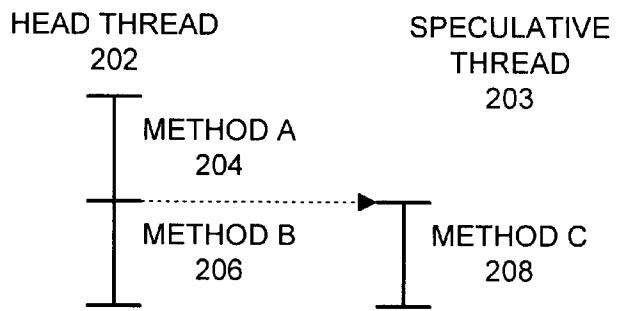 HEAD THREAD
202
SPECULATIVE
THREAD
203
METHOD A
204
METHOD B
206
METHOD C
208